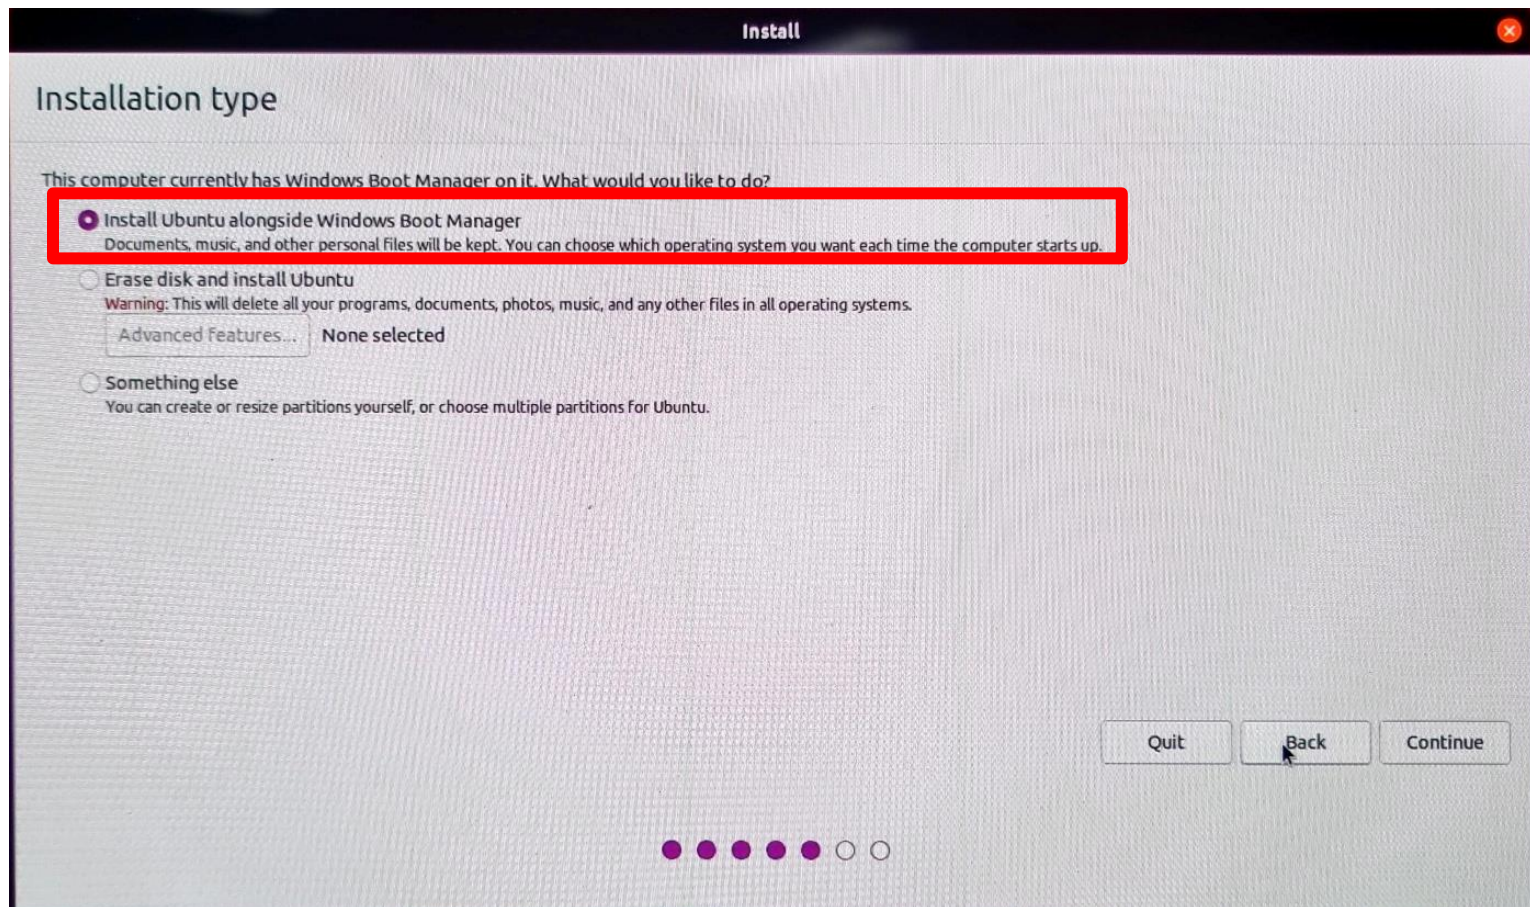 Install
Installation type
This computer currently has Windows Boot Manager on it. What would you like to do?
Install Ubuntu alongside Windows Boot Manager
Documents, music, and other personal files will be kept. You can choose which operating system you want each time the computer starts up.
Erase disk and install Ubuntu
Warning: This will delete all your programs, documents, photos, music, and any other files in all operating systems.
Advanced features... None selected
Something else
You can create or resize partitions yourself, or choose multiple partitions for Ubuntu.
Quit Back Continue